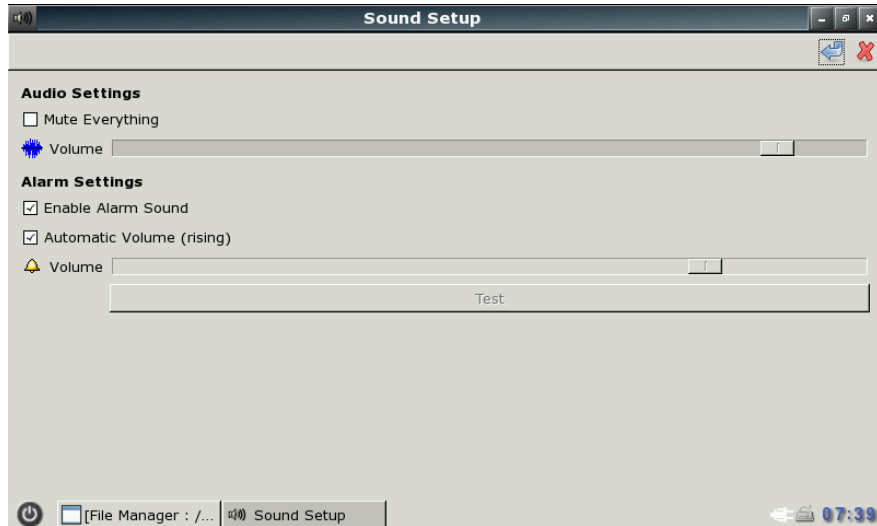 Sound Setup
Audio Settings
Mute Everything
Volume
Alarm Settings
Enable Alarm Sound
Automatic Volume (rising)
Volume
Test
[File Manager : /...
Sound Setup
07:39